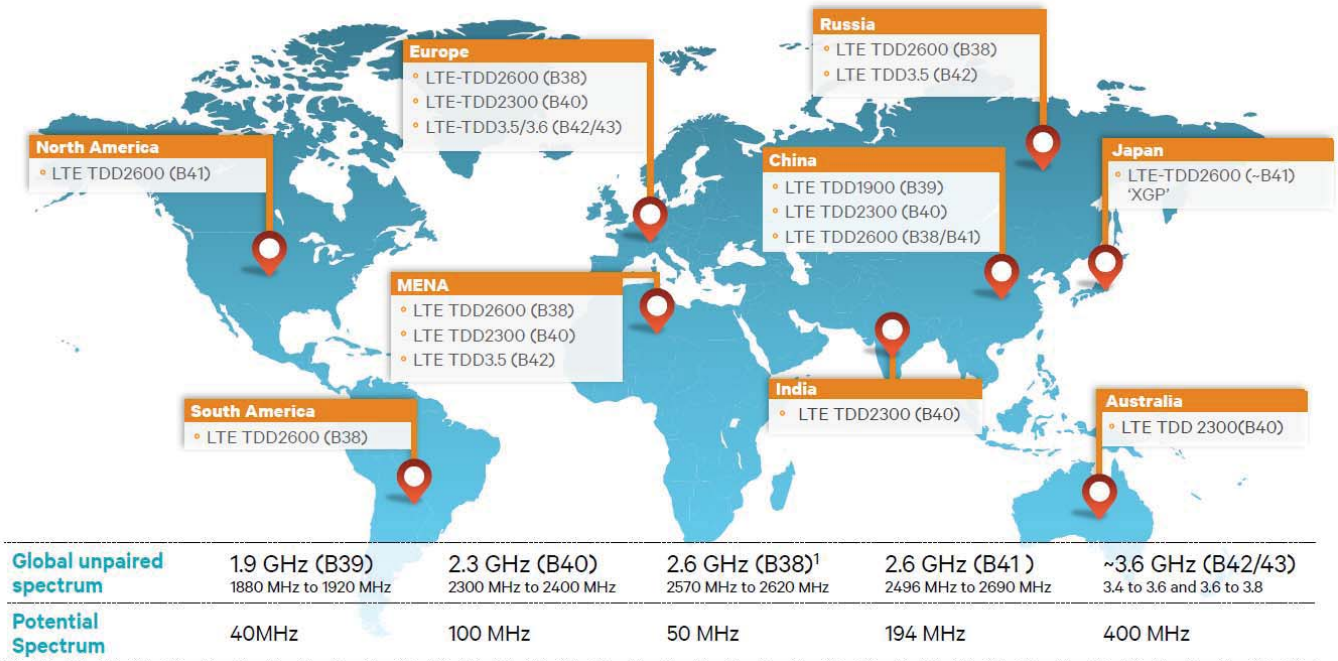 Russia
LTE TDD2600 (B38)
LTE TDD3.5 (B42)
Europe
LTE-TDD2600 (B38)
LTE-TDD2300 (B40)
LTE-TDD3.5/3.6 (B42/43)
North America
LTE TDD2600 (B41)
China
LTE TDD1900 (B39)
LTE TDD2300 (B40)
LTE TDD2600 (B38/B41)
Japan
LTE-TDD2600 (~B41)
'XGP'
MENA
LTE TDD2600 (B38)
LTE TDD2300 (B40)
LTE TDD3.5 (B42)
India
LTE TDD2300 (B40)
South America
LTE TDD2600 (B38)
Australia
LTE TDD 2300(B40)
Global unpaired
spectrum
1.9 GHz (B39)
1880 MHz to 1920 MHz
2.3 GHz (B40)
2300 MHz to 2400 MHz
2.6 GHz (B38)¹
2570 MHz to 2620 MHz
2.6 GHz (B41 )
2496 MHz to 2690 MHz
~3.6 GHz (B42/43)
3.4 to 3.6 and 3.6 to 3.8
Potential
Spectrum
40MHz
100 MHz
50 MHz
194 MHz
400 MHz